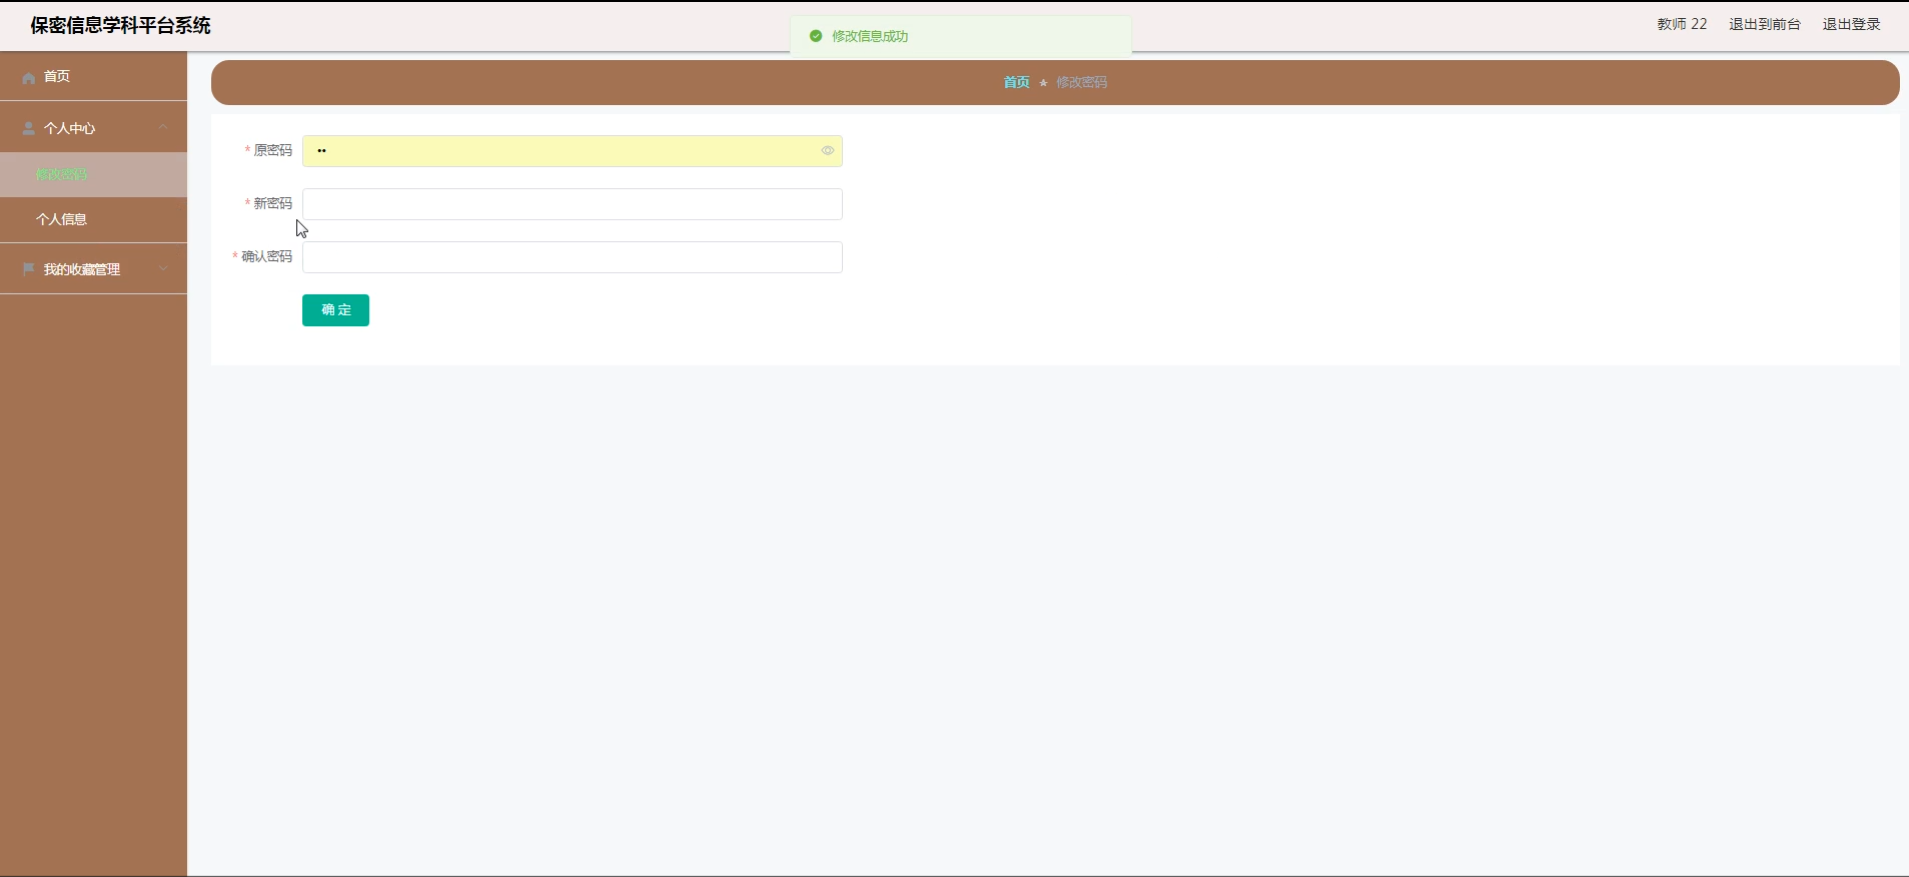 保密信息学科平台系统
修改信息成功
教师 22 退出到前台 退出登录
首页
个人中心
修改密码
个人信息
我的收藏管理
首页 ★ 修改密码
* 原密码 ••
* 新密码
* 确认密码
确 定